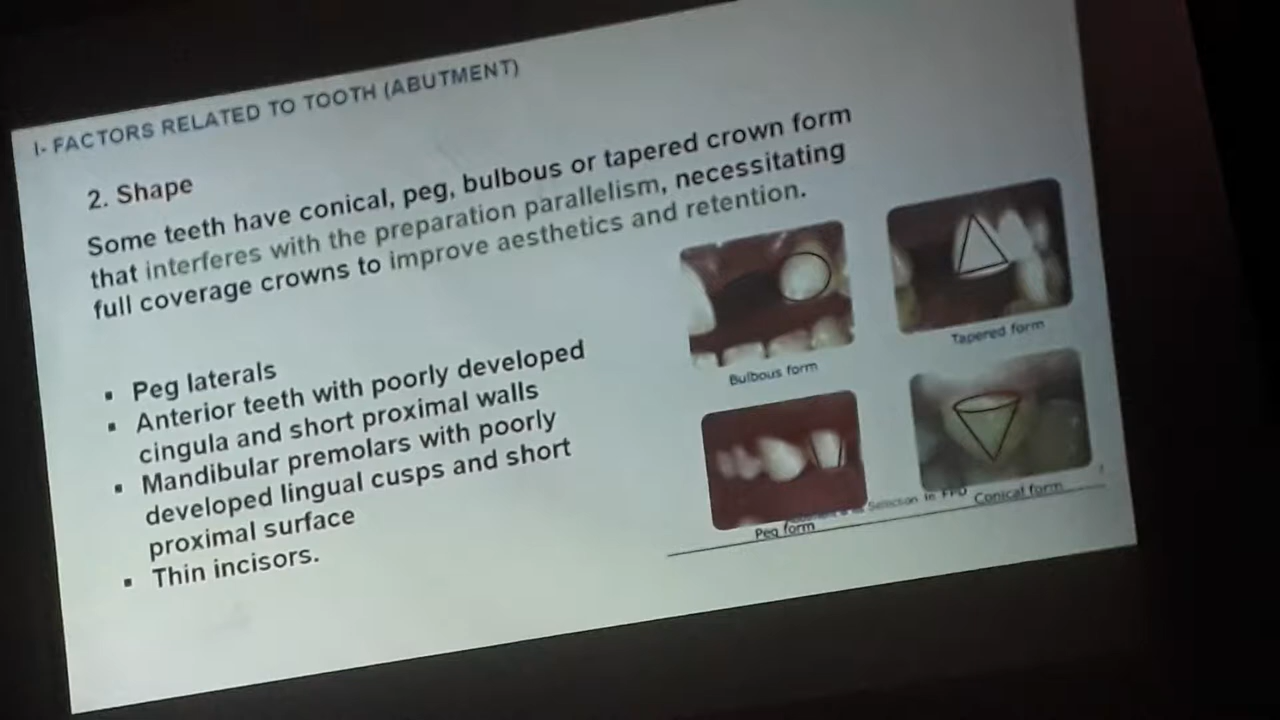 I- FACTORS RELATED TO TOOTH (ABUTMENT)
2. Shape
Some teeth have conical, peg, bulbous or tapered crown form
that interferes with the preparation parallelism, necessitating
full coverage crowns to improve aesthetics and retention.
▪ Peg laterals
▪ Anterior teeth with poorly developed
cingula and short proximal walls
▪ Mandibular premolars with poorly
developed lingual cusps and short
proximal surface
▪ Thin incisors.
Bulbous form
Tapered form
Peg form
Selection in FPD
Conical form